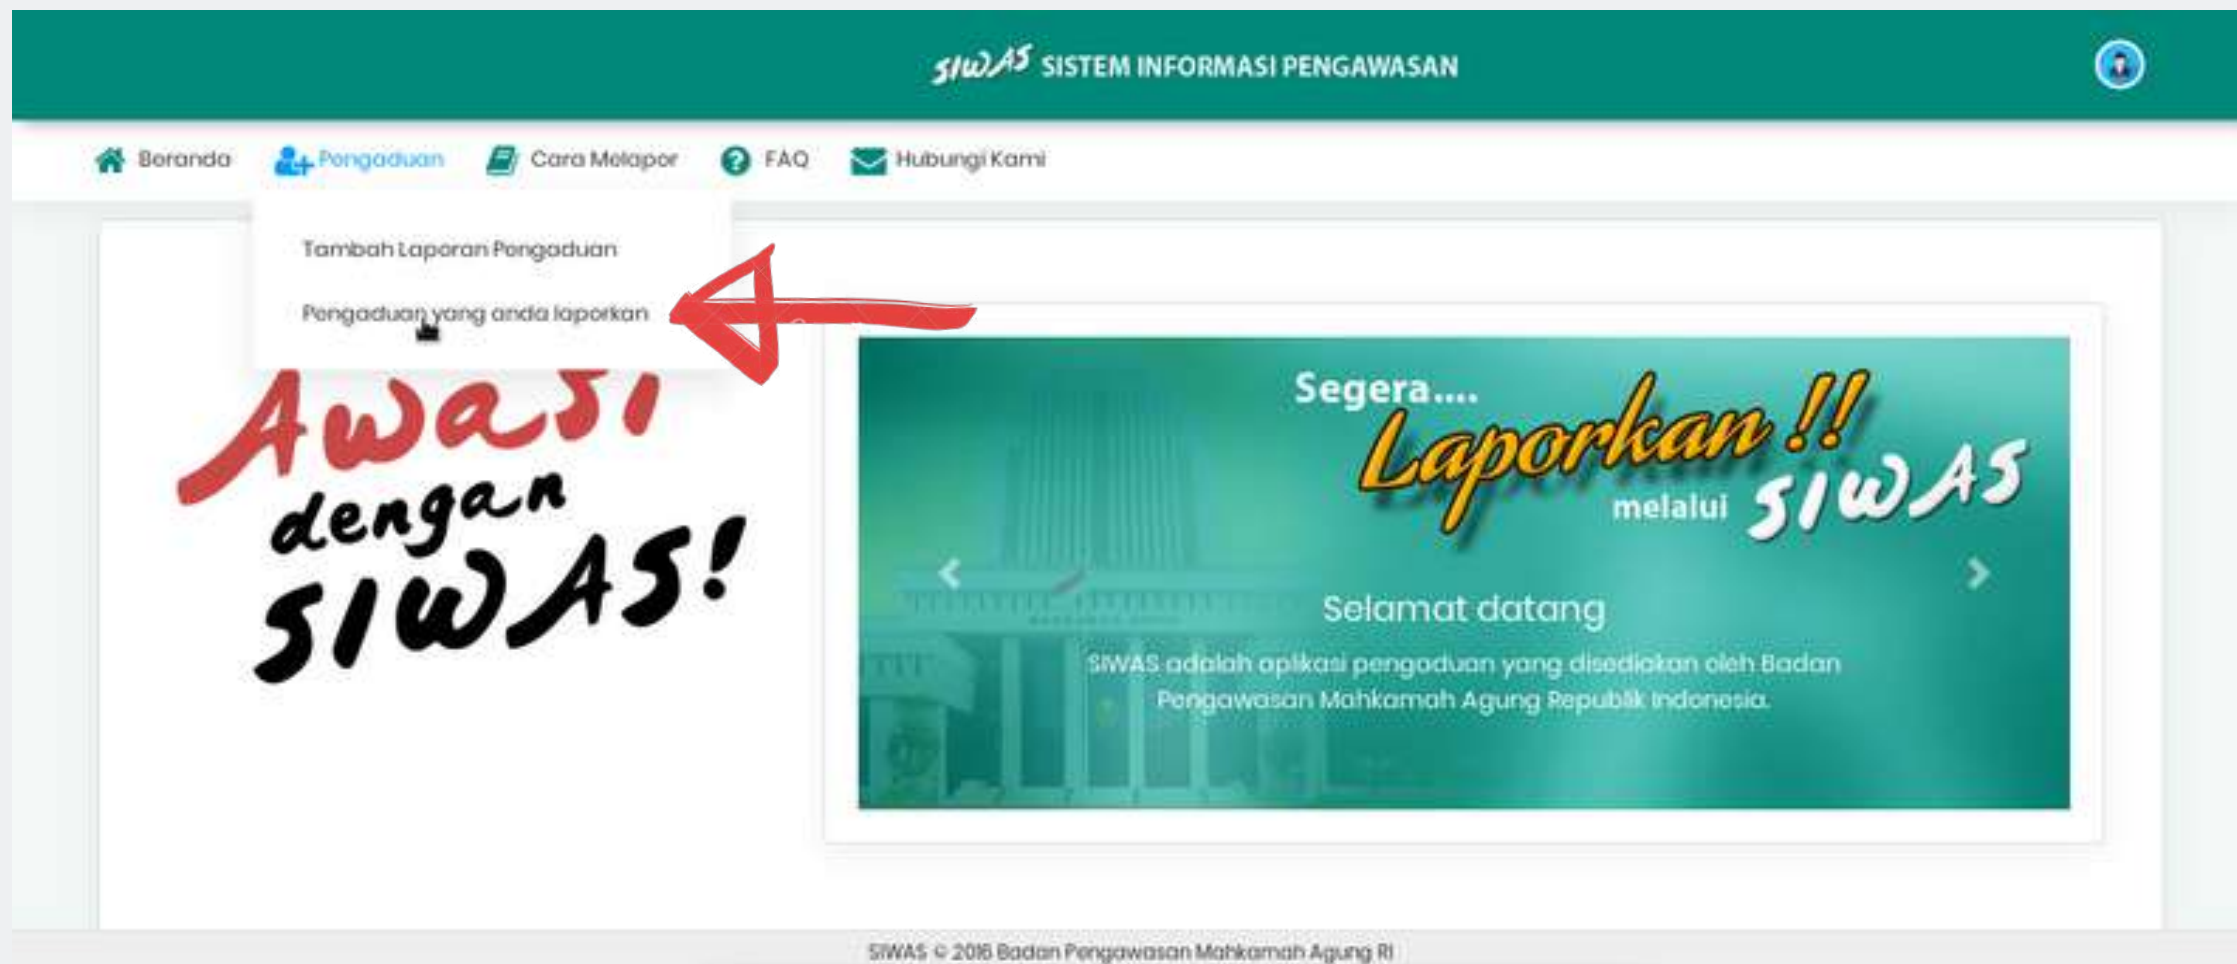 SIWAS SISTEM INFORMASI PENGAWASAN
Beranda Pengaduan Cara Melapor FAQ Hubungi Kami
Tambah Laporan Pengaduan
Pengaduan yang anda laporkan
Awasi
dengan
SIWAS!
Segera....
Laporkan !!
melalui SIWAS
Selamat datang
SIWAS adalah aplikasi pengaduan yang disediakan oleh Badan
Pengawasan Mahkamah Agung Republik Indonesia.
SIWAS © 2016 Badan Pengawasan Mahkamah Agung RI